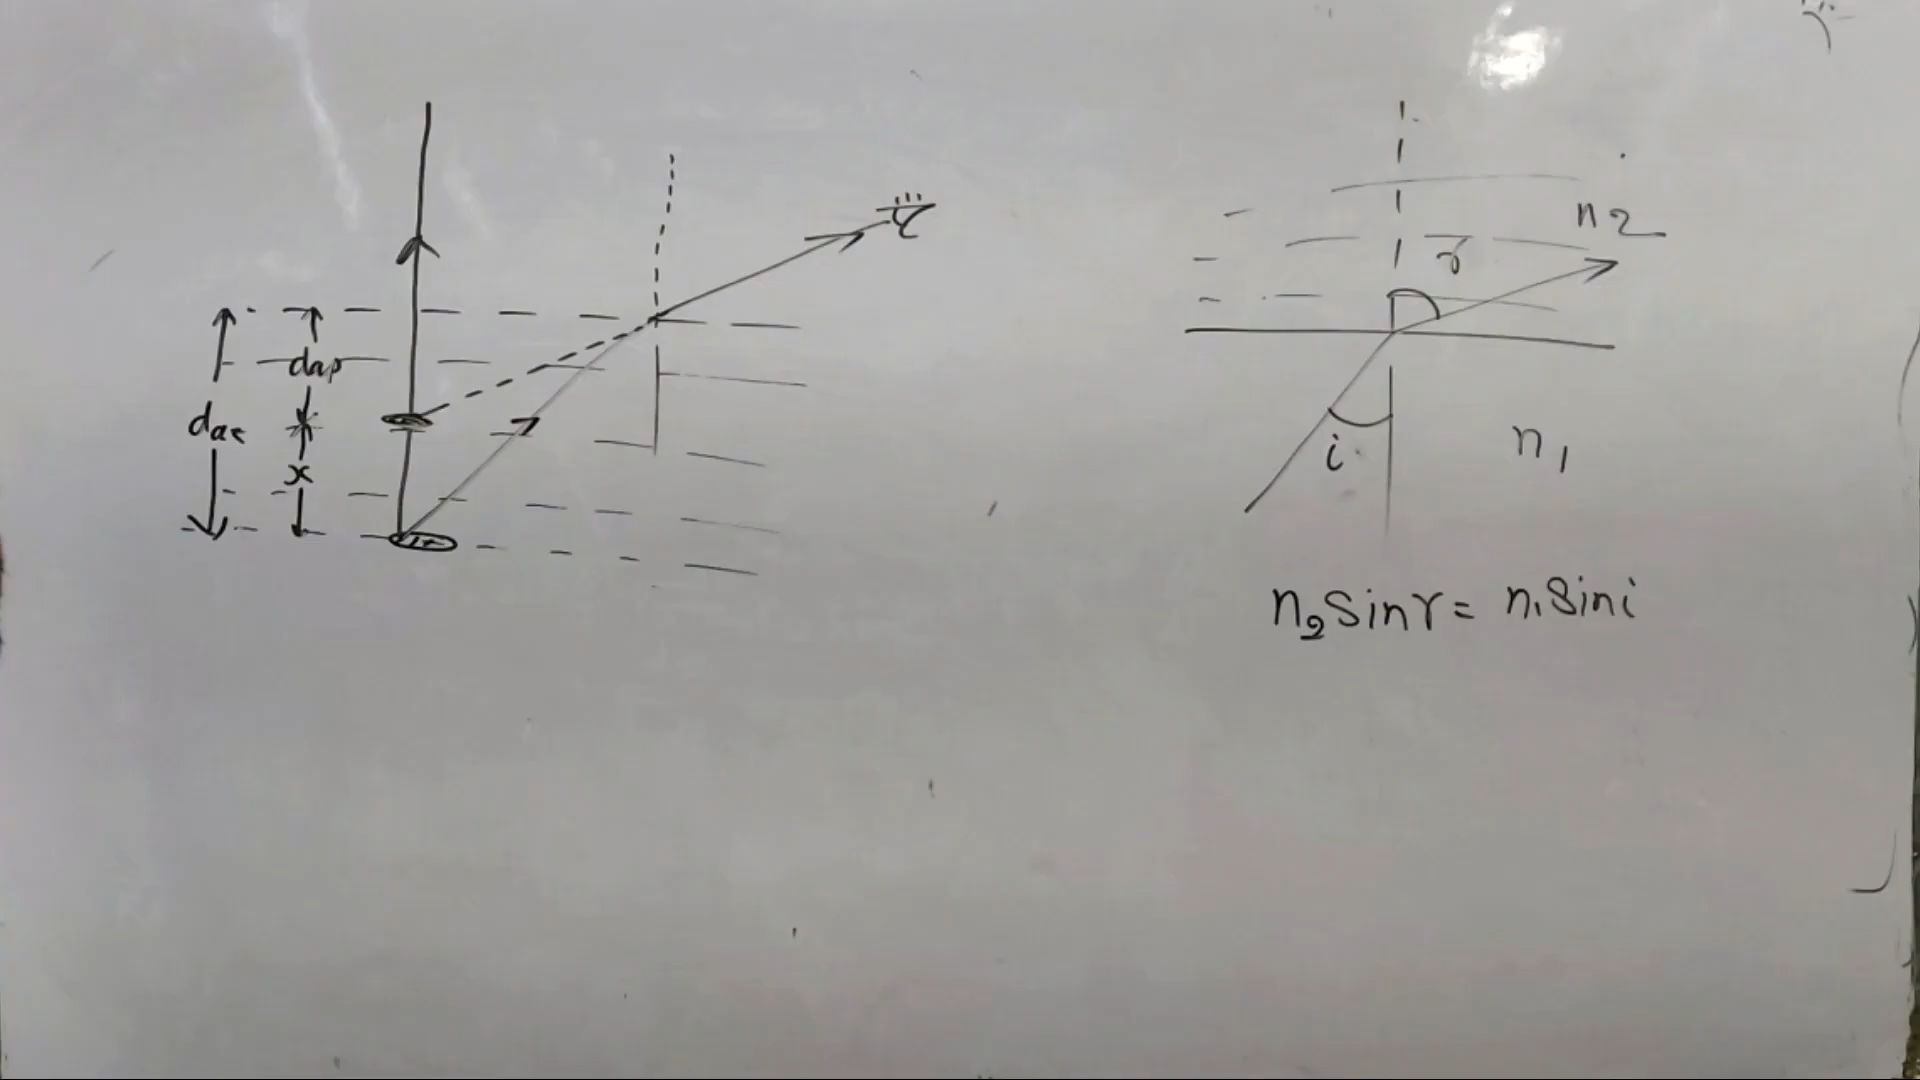 dap
dac
x
r
n2
i
n1
n2 sin r = n1 sin i